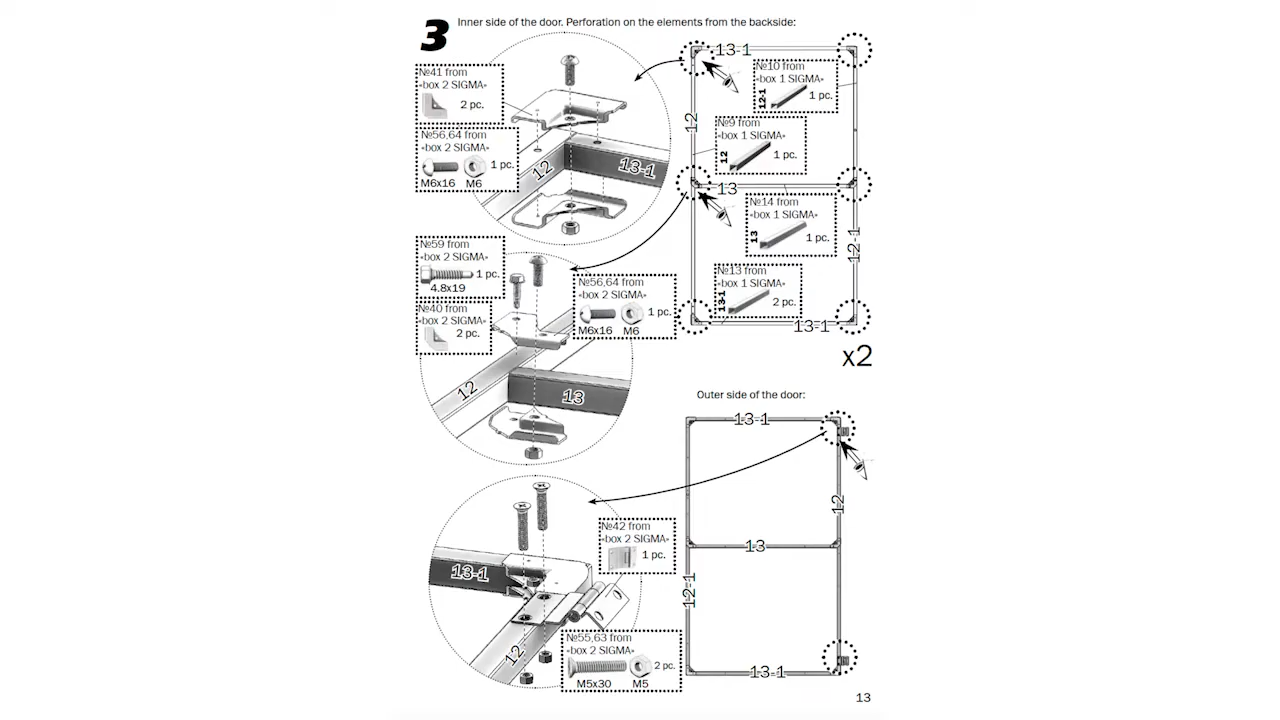 3
Inner side of the door. Perforation on the elements from the backside:
№41 from
«box 2 SIGMA»
2 pc.
№56,64 from
«box 2 SIGMA»
1 pc.
M6x16 M6
12
13-1
13-1
№10 from
«box 1 SIGMA»
12-1
1 pc.
12
№9 from
«box 1 SIGMA»
12
1 pc.
13
№14 from
«box 1 SIGMA»
13
1 pc.
12-1
№13 from
«box 1 SIGMA»
13-1
2 pc.
13-1
x2
№59 from
«box 2 SIGMA»
1 pc.
4.8x19
№40 from
«box 2 SIGMA»
2 pc.
№56,64 from
«box 2 SIGMA»
1 pc.
M6x16 M6
12
13
Outer side of the door:
13-1
12
13
12-1
13-1
№42 from
«box 2 SIGMA»
1 pc.
13-1
12
№55,63 from
«box 2 SIGMA»
2 pc.
M5x30 M5
13